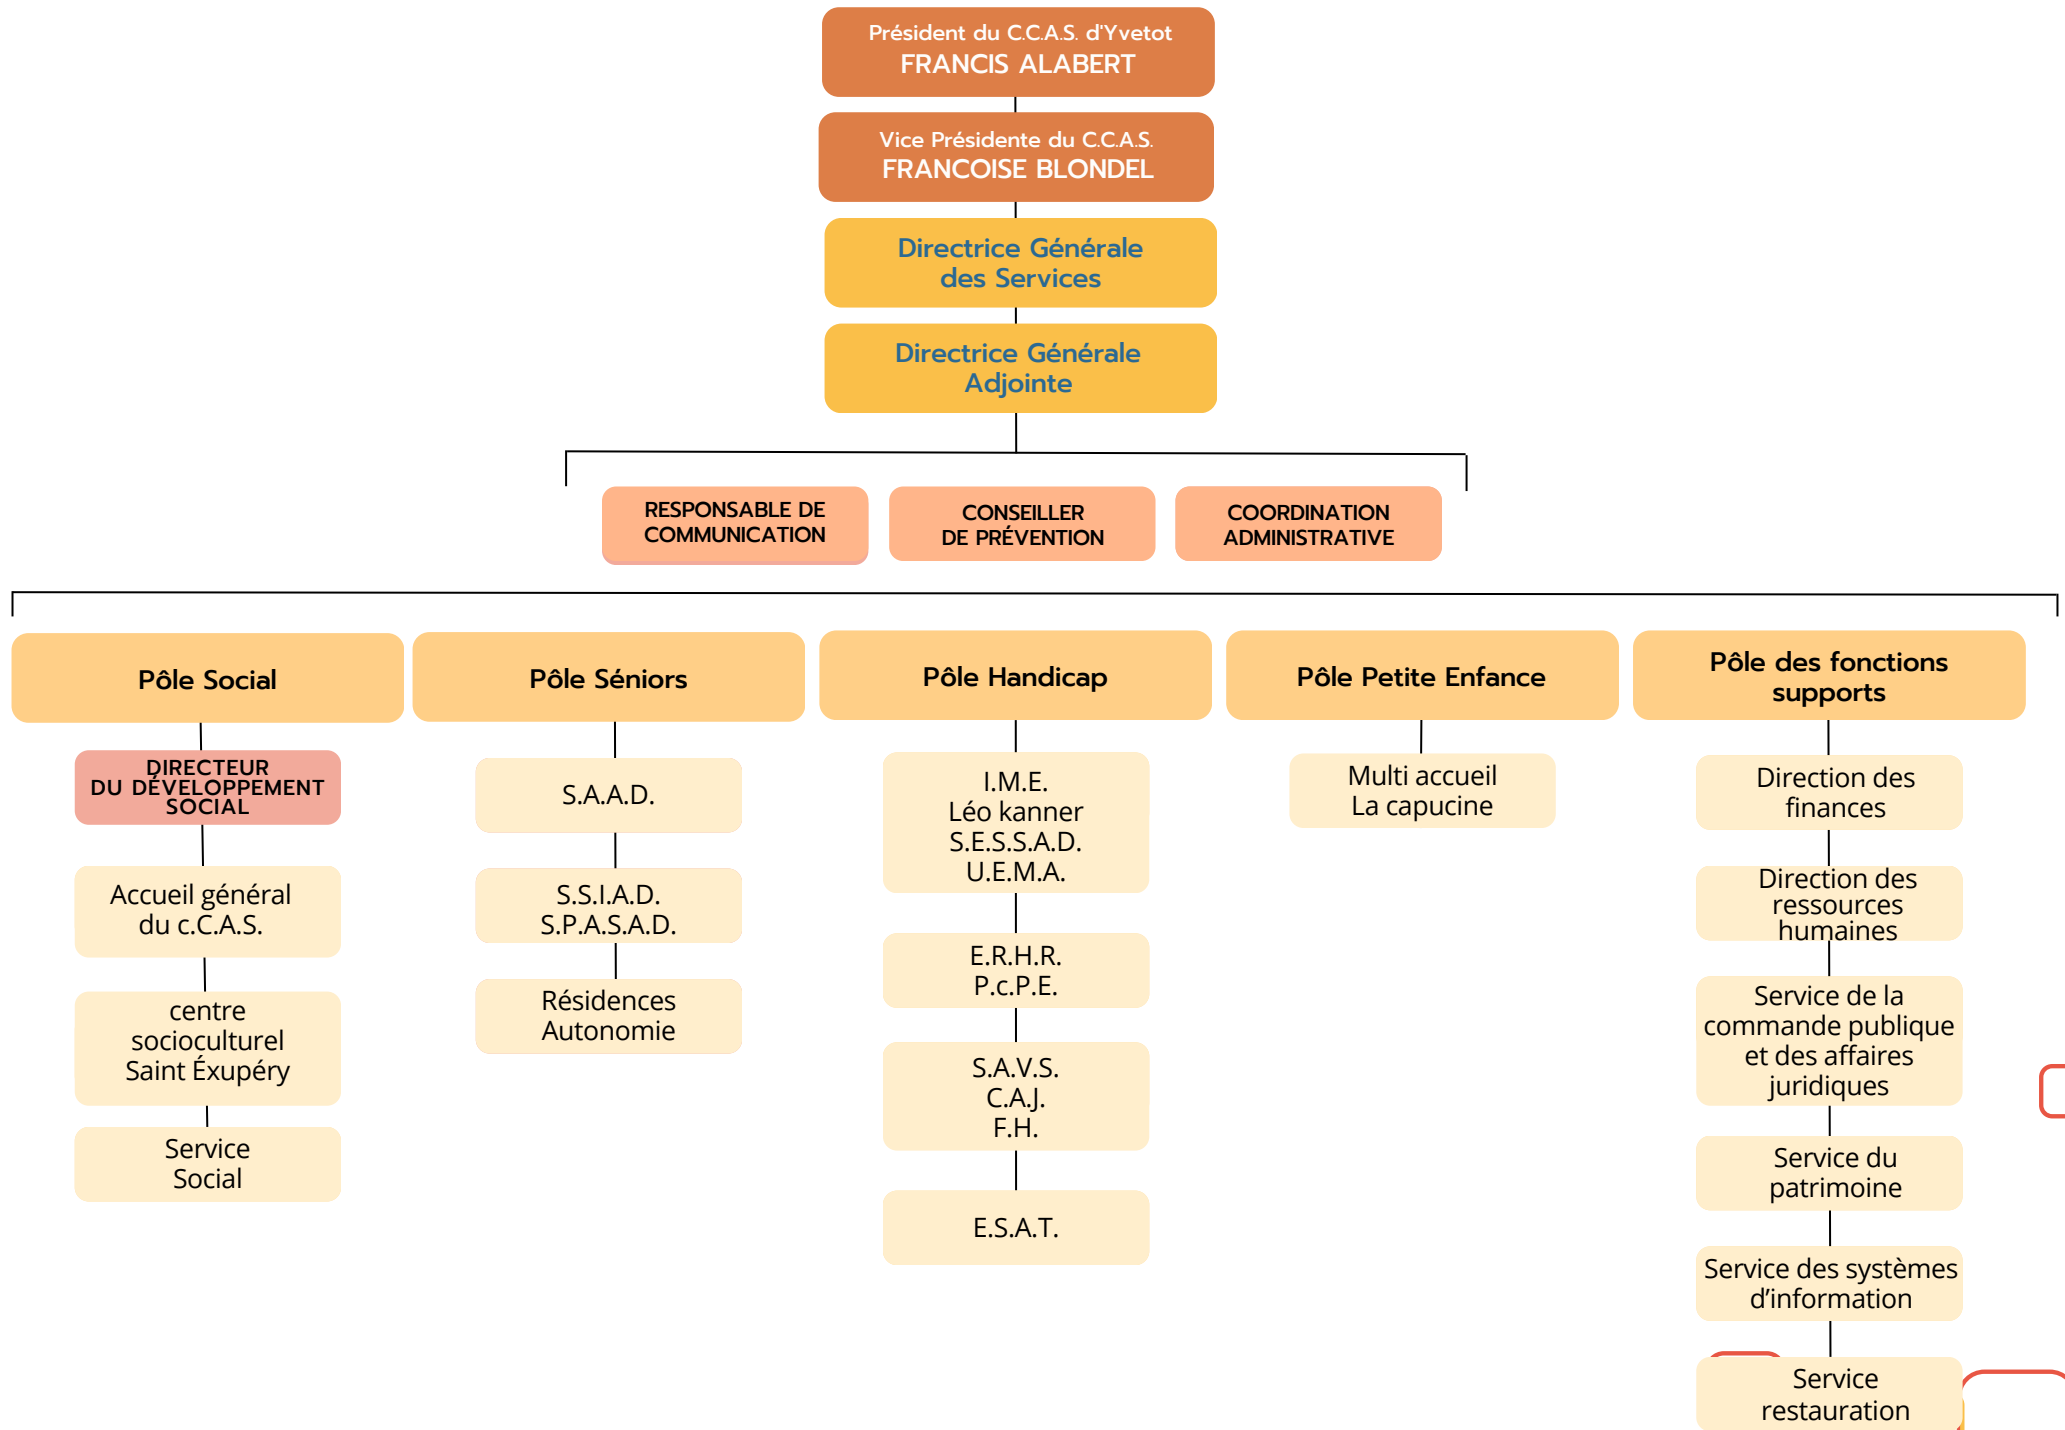 Président du C.C.A.S. d'Yvetot
FRANCIS ALABERT
Vice Présidente du C.C.A.S.
FRANCOISE BLONDEL
Directrice Générale
des Services
Directrice Générale
Adjointe
RESPONSABLE DE
COMMUNICATION
CONSEILLER
DE PRÉVENTION
COORDINATION
ADMINISTRATIVE
Pôle Social
DIRECTEUR
DU DÉVELOPPEMENT
SOCIAL
Accueil général
du c.C.A.S.
centre
socioculturel
Saint Éxupéry
Service
Social
Pôle Séniors
S.A.A.D.
S.S.I.A.D.
S.P.A.S.A.D.
Résidences
Autonomie
Pôle Handicap
I.M.E.
Léo kanner
S.E.S.S.A.D.
U.E.M.A.
E.R.H.R.
P.c.P.E.
S.A.V.S.
C.A.J.
F.H.
E.S.A.T.
Pôle Petite Enfance
Multi accueil
La capucine
Pôle des fonctions
supports
Direction des
finances
Direction des
ressources
humaines
Service de la
commande publique
et des affaires
juridiques
Service du
patrimoine
Service des systèmes
d’information
Service
restauration